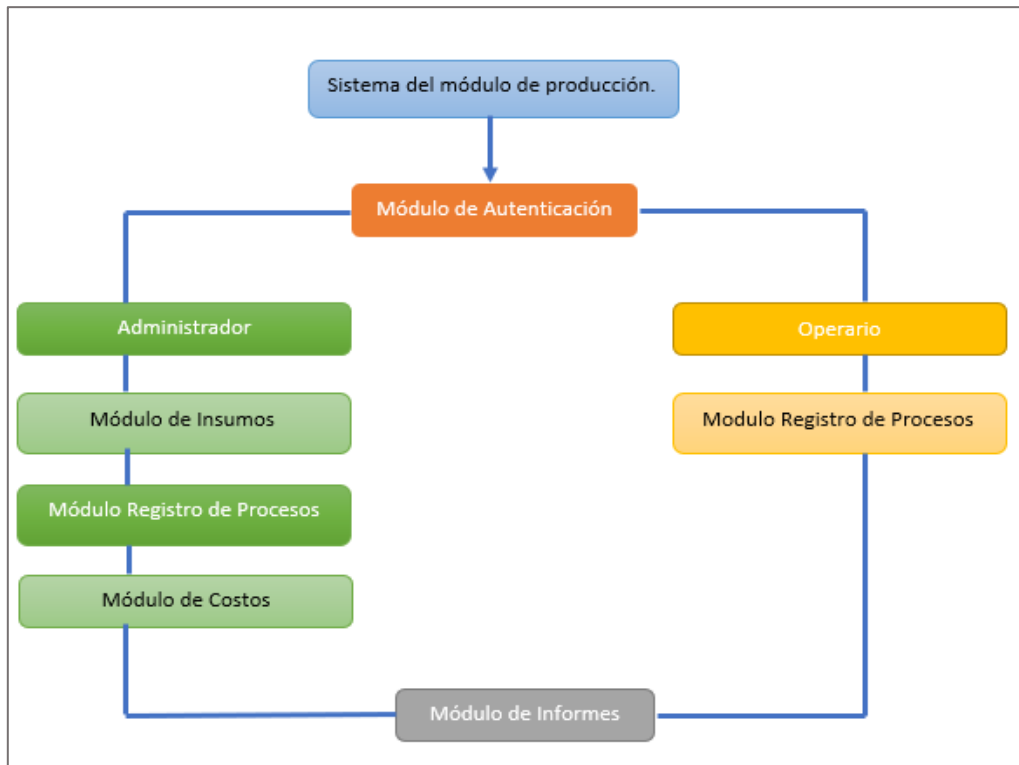 Sistema del módulo de producción.
Módulo de Autenticación
Administrador
Operario
Módulo de Insumos
Modulo Registro de Procesos
Módulo Registro de Procesos
Módulo de Costos
Módulo de Informes